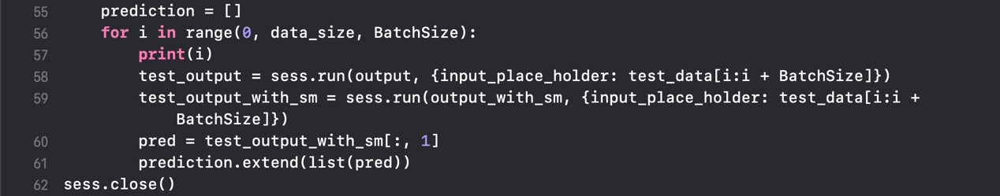 55 prediction = []
56 for i in range(0, data_size, BatchSize):
57 print(i)
58 test_output = sess.run(output, {input_place_holder: test_data[i:i + BatchSize]})
59 test_output_with_sm = sess.run(output_with_sm, {input_place_holder: test_data[i:i +
BatchSize]})
60 pred = test_output_with_sm[:, 1]
61 prediction.extend(list(pred))
62 sess.close()